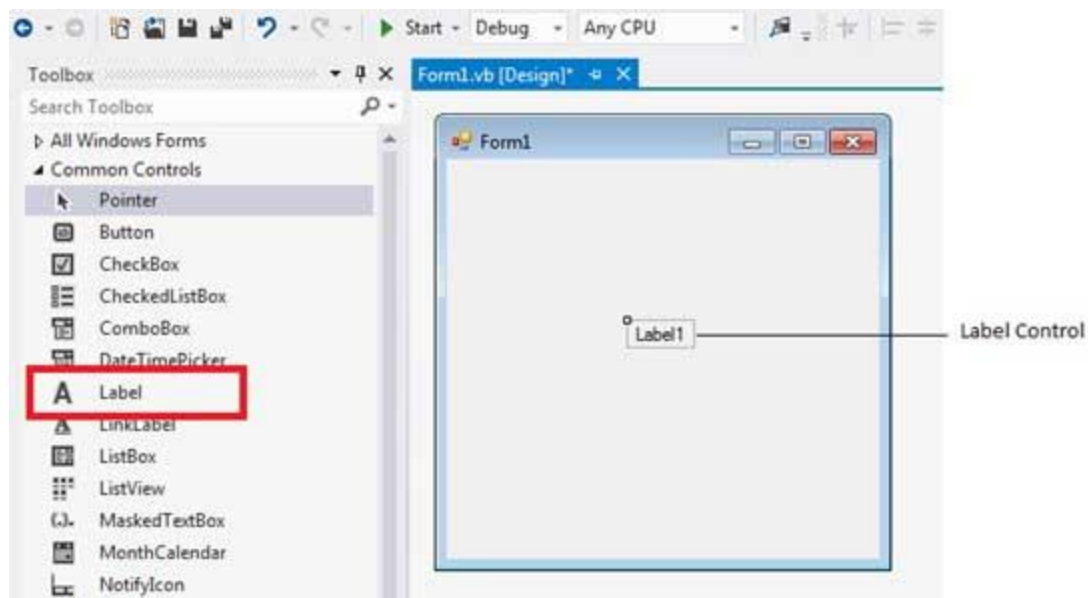 Start
Debug
Any CPU
Toolbox
Form1.vb [Design]*
Search Toolbox
All Windows Forms
Common Controls
Pointer
Button
CheckBox
CheckedListBox
ComboBox
DateTimePicker
Label
LinkLabel
ListBox
ListView
MaskedTextBox
MonthCalendar
NotifyIcon
Form1
Label1
Label Control